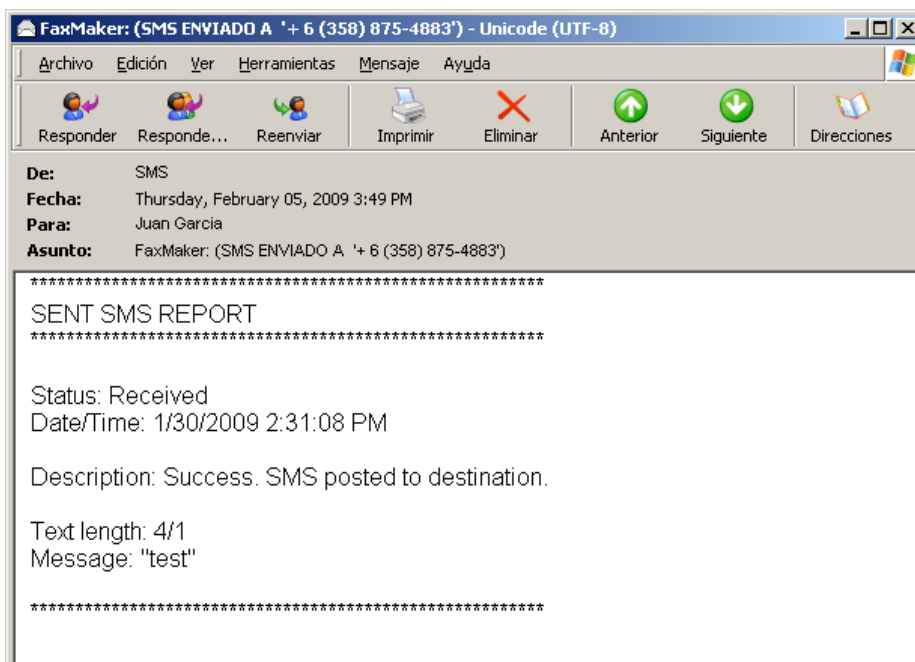 FaxMaker: (SMS ENVIADO A '+ 6 (358) 875-4883') - Unicode (UTF-8)
Archivo Edición Ver Herramientas Mensaje Ayuda
Responder Responde... Reenviar Imprimir Eliminar Anterior Siguiente Direcciones
De: SMS
Fecha: Thursday, February 05, 2009 3:49 PM
Para: Juan Garcia
Asunto: FaxMaker: (SMS ENVIADO A '+ 6 (358) 875-4883')
*********************************************************
SENT SMS REPORT
*********************************************************
Status: Received
Date/Time: 1/30/2009 2:31:08 PM
Description: Success. SMS posted to destination.
Text length: 4/1
Message: "test"
*********************************************************